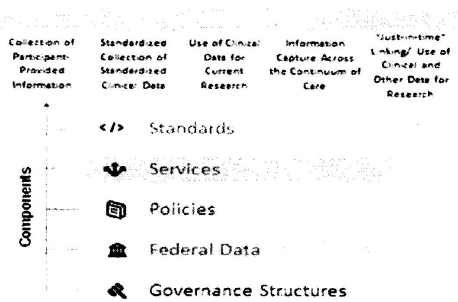 Collection of
Participant-
Provided
Information
Standardized
Collection of
Standardized
Clinical Data
Use of Clinical
Data for
Current
Research
Information
Capture Across
the Continuum of
Care
"Just-in-time"
Linking/ Use of
Clinical and
Other Data for
Research
Components
</> Standards
Services
Policies
Federal Data
Governance Structures